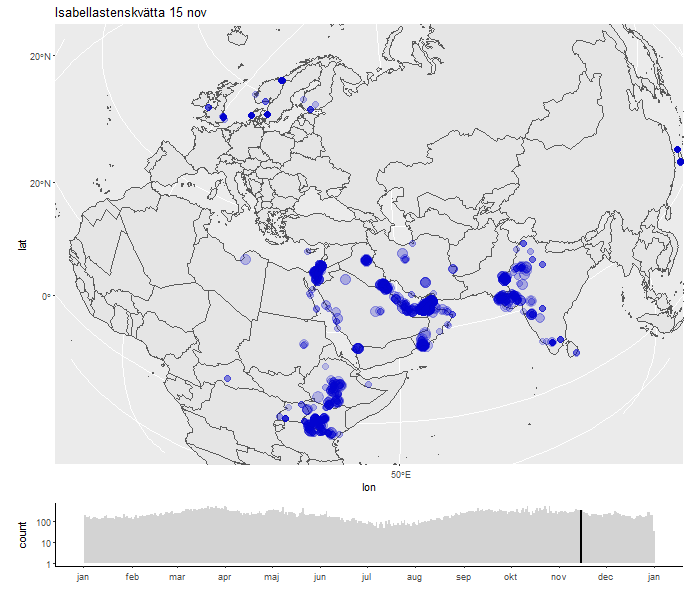 Isabellastenskvätta 15 nov
20°N
20°N
0°
lat
50°E
lon
count
100
10
1
jan feb mar apr maj jun jul aug sep okt nov dec jan